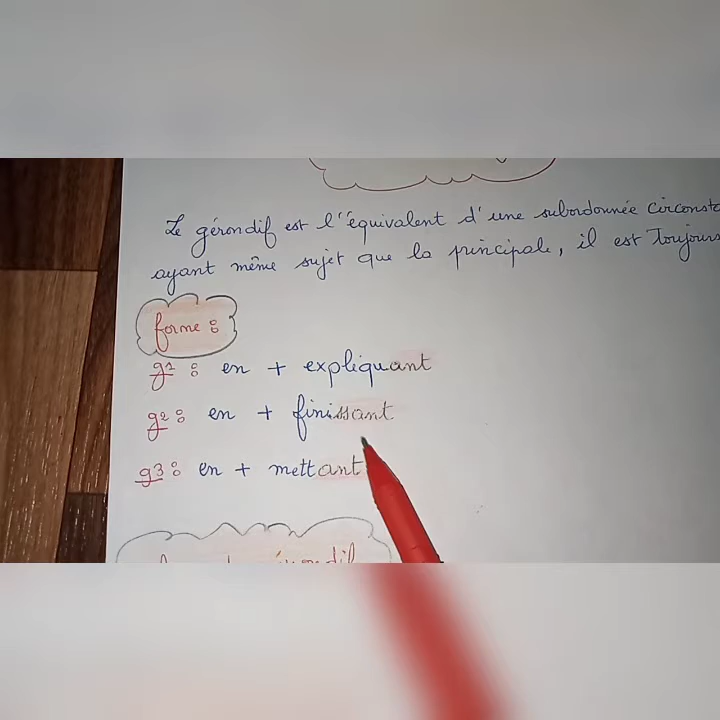 Le gérondif est l'équivalent d'une subordonnée circonsta
ayant même sujet que la principale, il est Toujours
forme :
g1 : en + expliquant
g2 : en + finissant
g3 : en + mettant